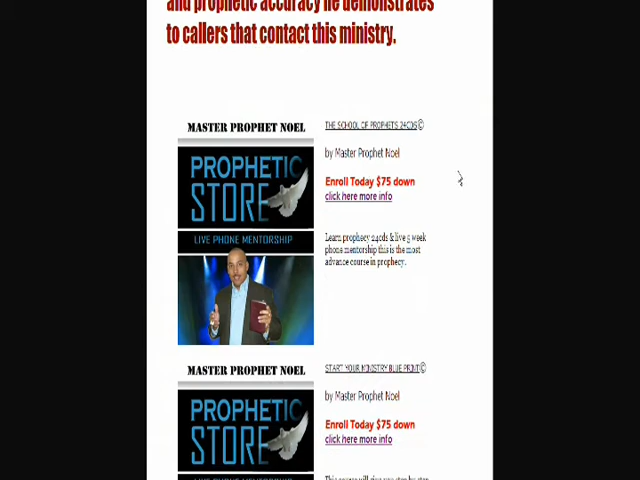 and prophetic accuracy he demonstrates
to callers that contact this ministry.
MASTER PROPHET NOEL
PROPHETIC
STORE
LIVE PHONE MENTORSHIP
THE SCHOOL OF PROPHETS 24CDS©
by Master Prophet Noel
Enroll Today $75 down
click here more info
Learn prophecy 24cds & live 5 week
phone mentorship this is the most
advance course in prophecy.
MASTER PROPHET NOEL
PROPHETIC
STORE
START YOUR MINISTRY BLUE PRINT©
by Master Prophet Noel
Enroll Today $75 down
click here more info